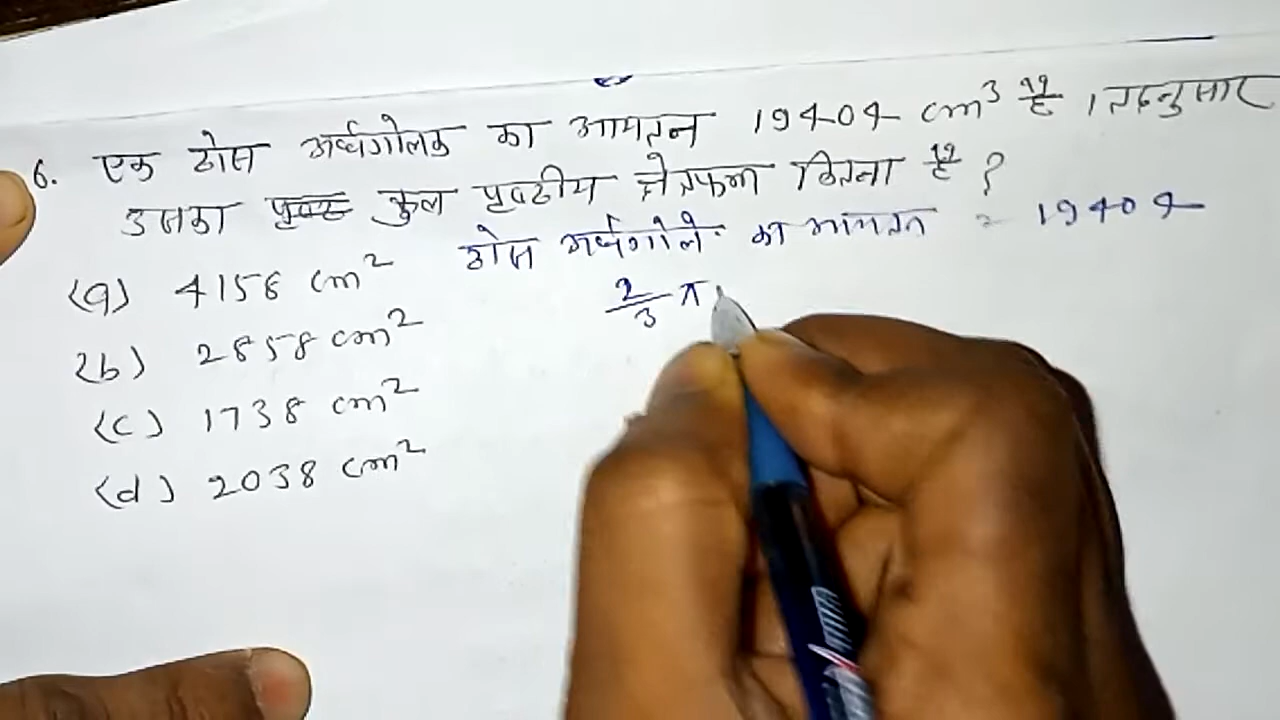 6. एक ठोस अर्धगोलक का आयतन 19404 cm³ है । तदनुसार
उसका कुल पृष्ठीय क्षेत्रफल कितना है ?
ठोस अर्धगोले का आयतन = 19404
(a) 4158 cm²
2/3 π
(b) 2858 cm²
(c) 1738 cm²
(d) 2038 cm²